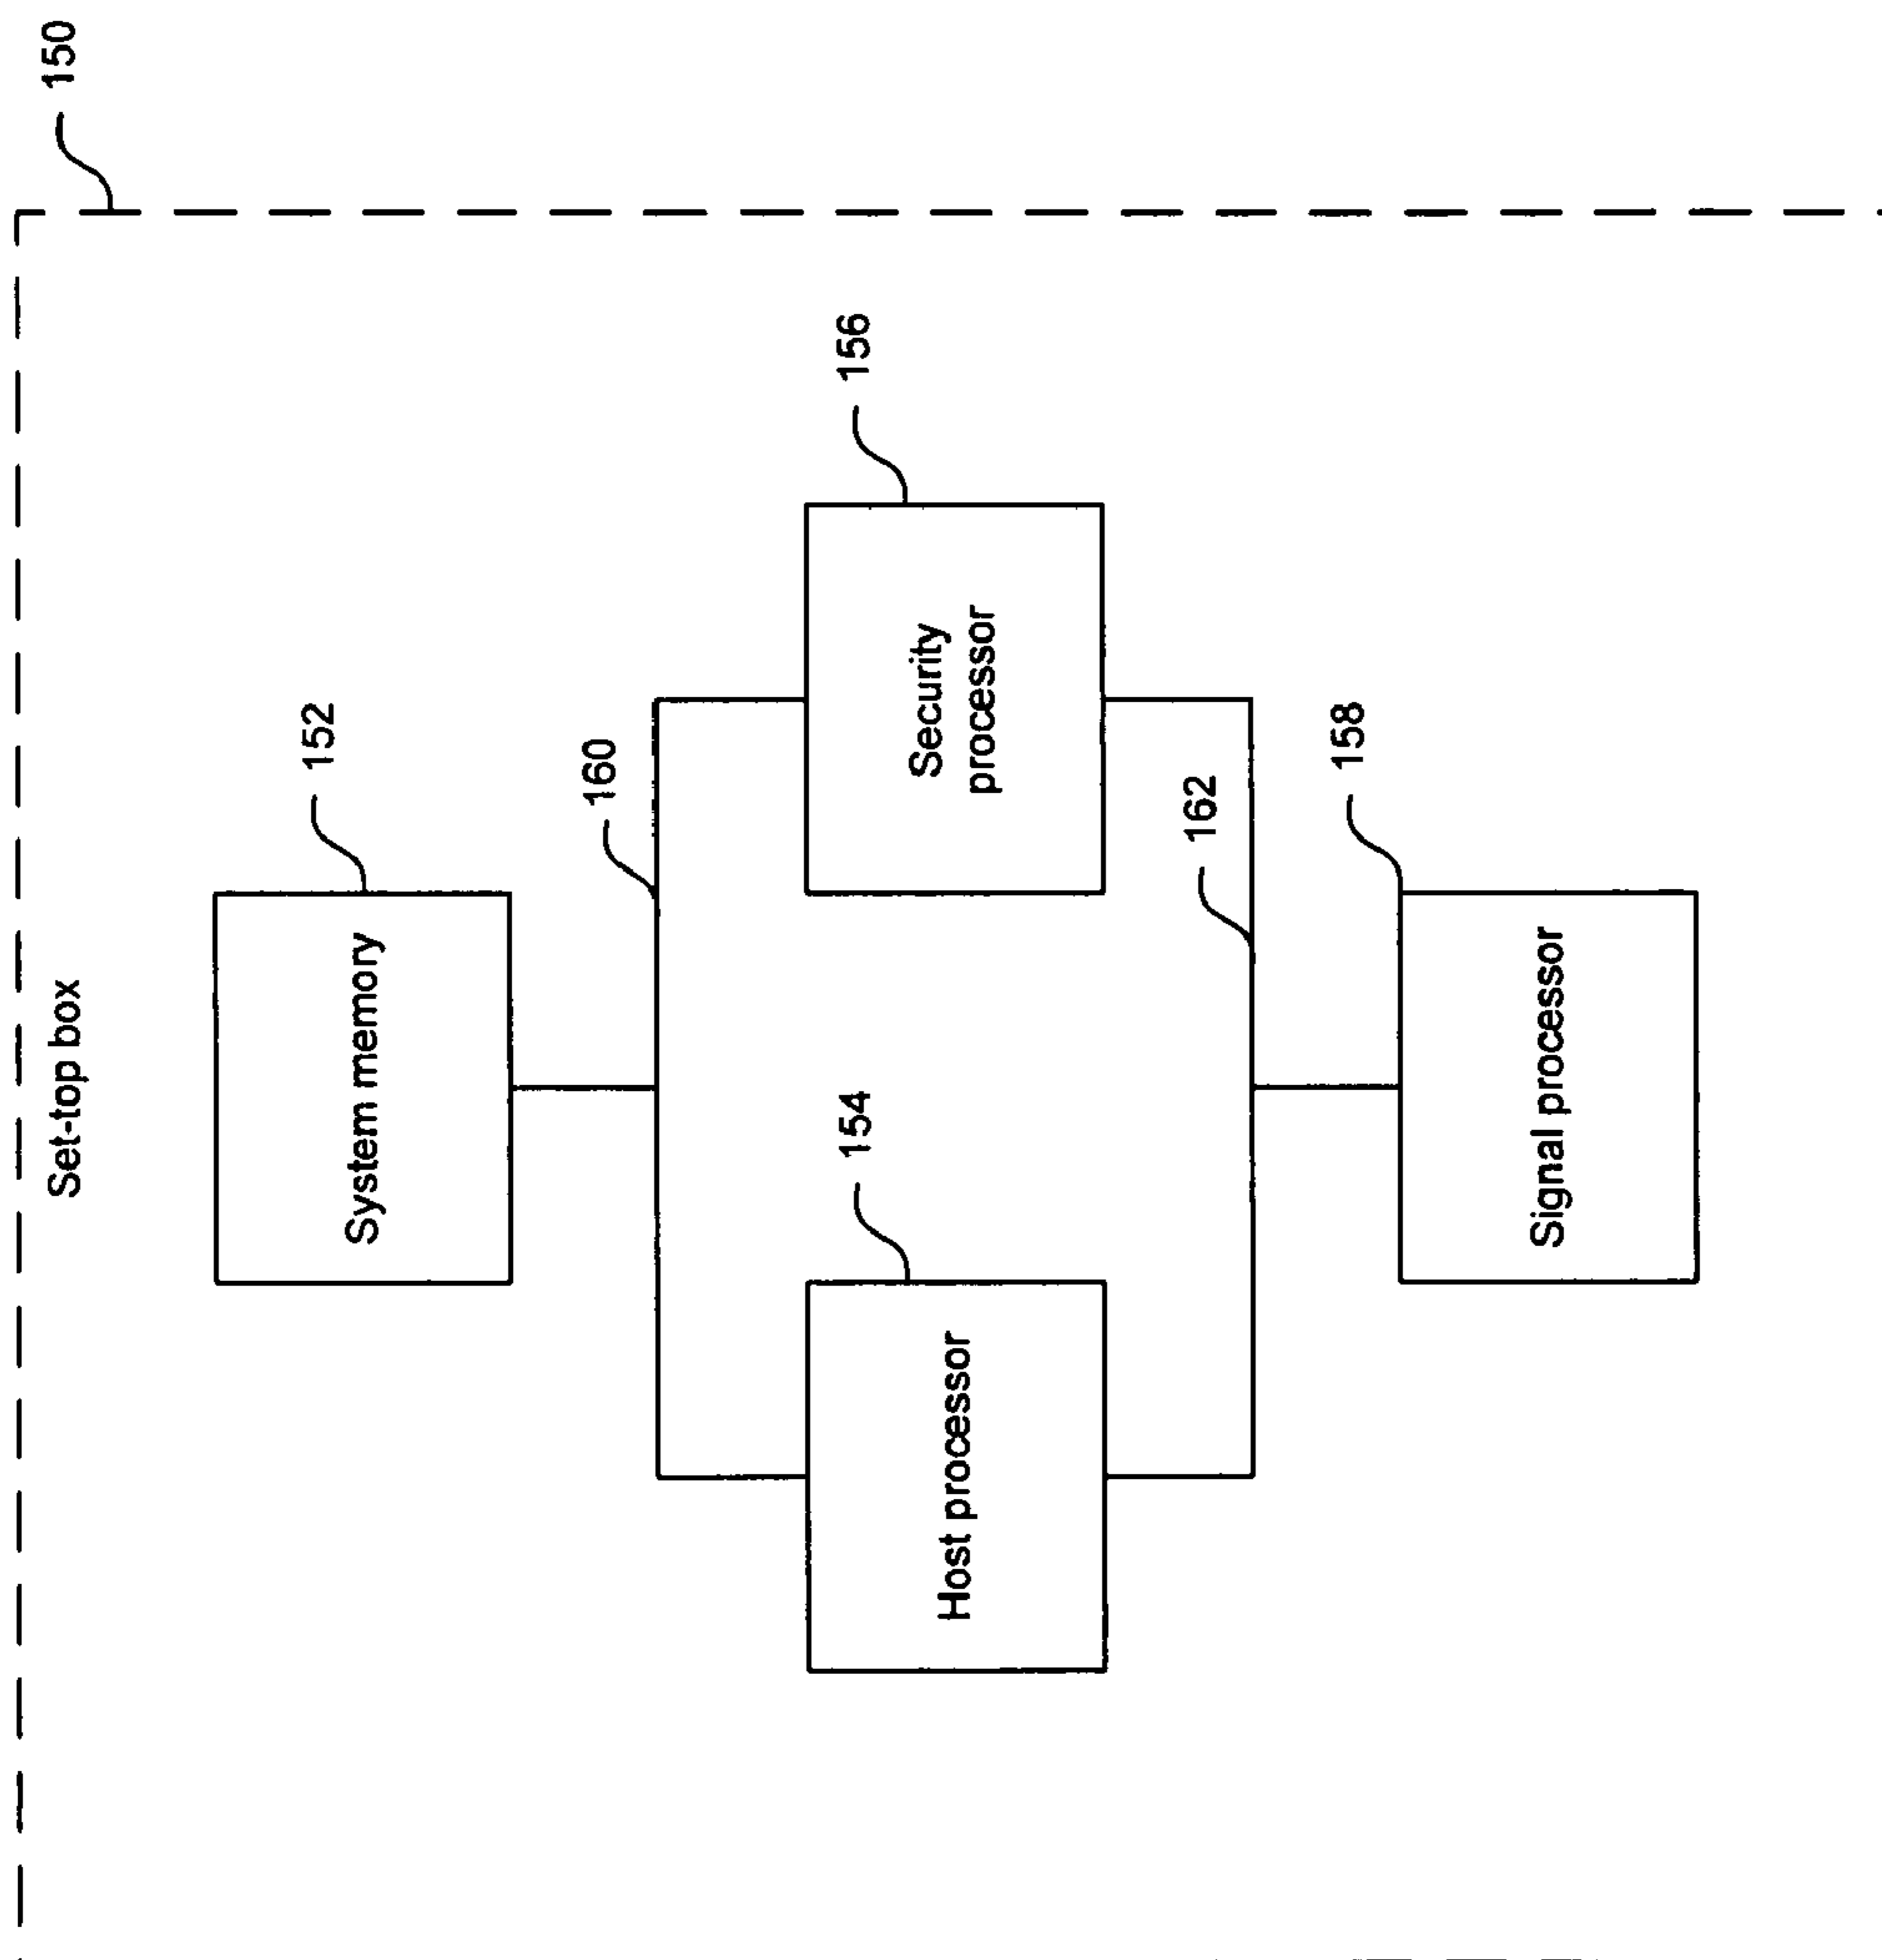 150
Set-top box
152
System memory
160
156
Security
processor
154
Host processor
162
158
Signal processor